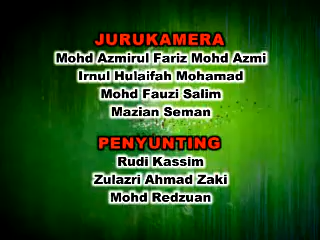 JURUKAMERA
Mohd Azmirul Fariz Mohd Azmi
Irnul Hulaifah Mohamad
Mohd Fauzi Salim
Mazian Seman
PENYUNTING
Rudi Kassim
Zulazri Ahmad Zaki
Mohd Redzuan